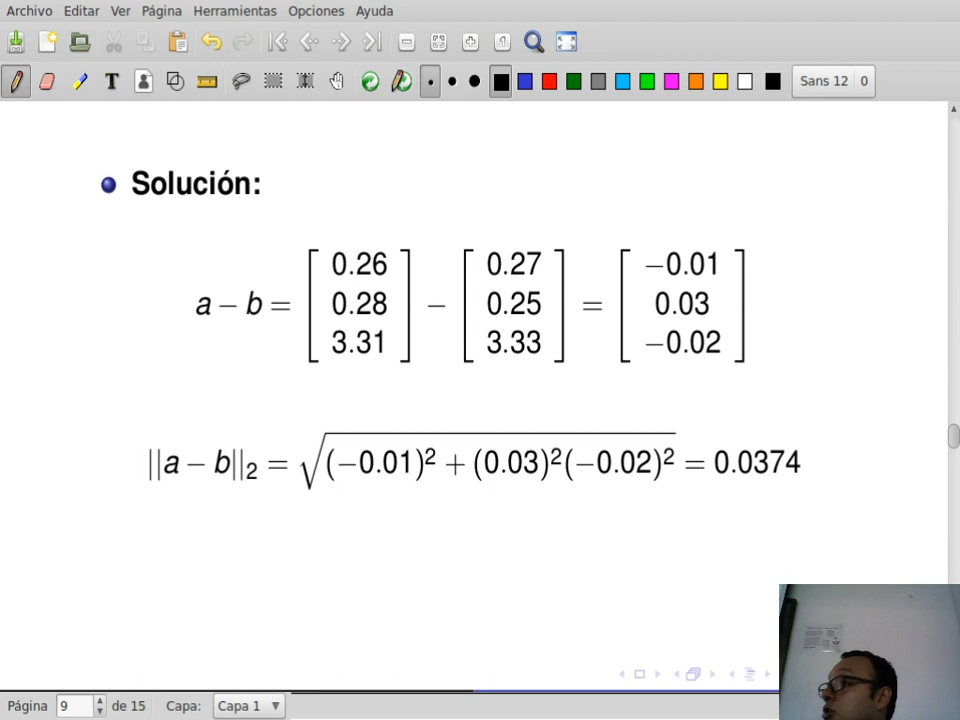 Archivo Editar Ver Página Herramientas Opciones Ayuda
Sans 12 0
Solución:
a − b = [ 0.26 0.28 3.31 ] − [ 0.27 0.25 3.33 ] = [ −0.01 0.03 −0.02 ]
||a − b||₂ = √(−0.01)² + (0.03)²(−0.02)² = 0.0374
Página 9 de 15 Capa: Capa 1